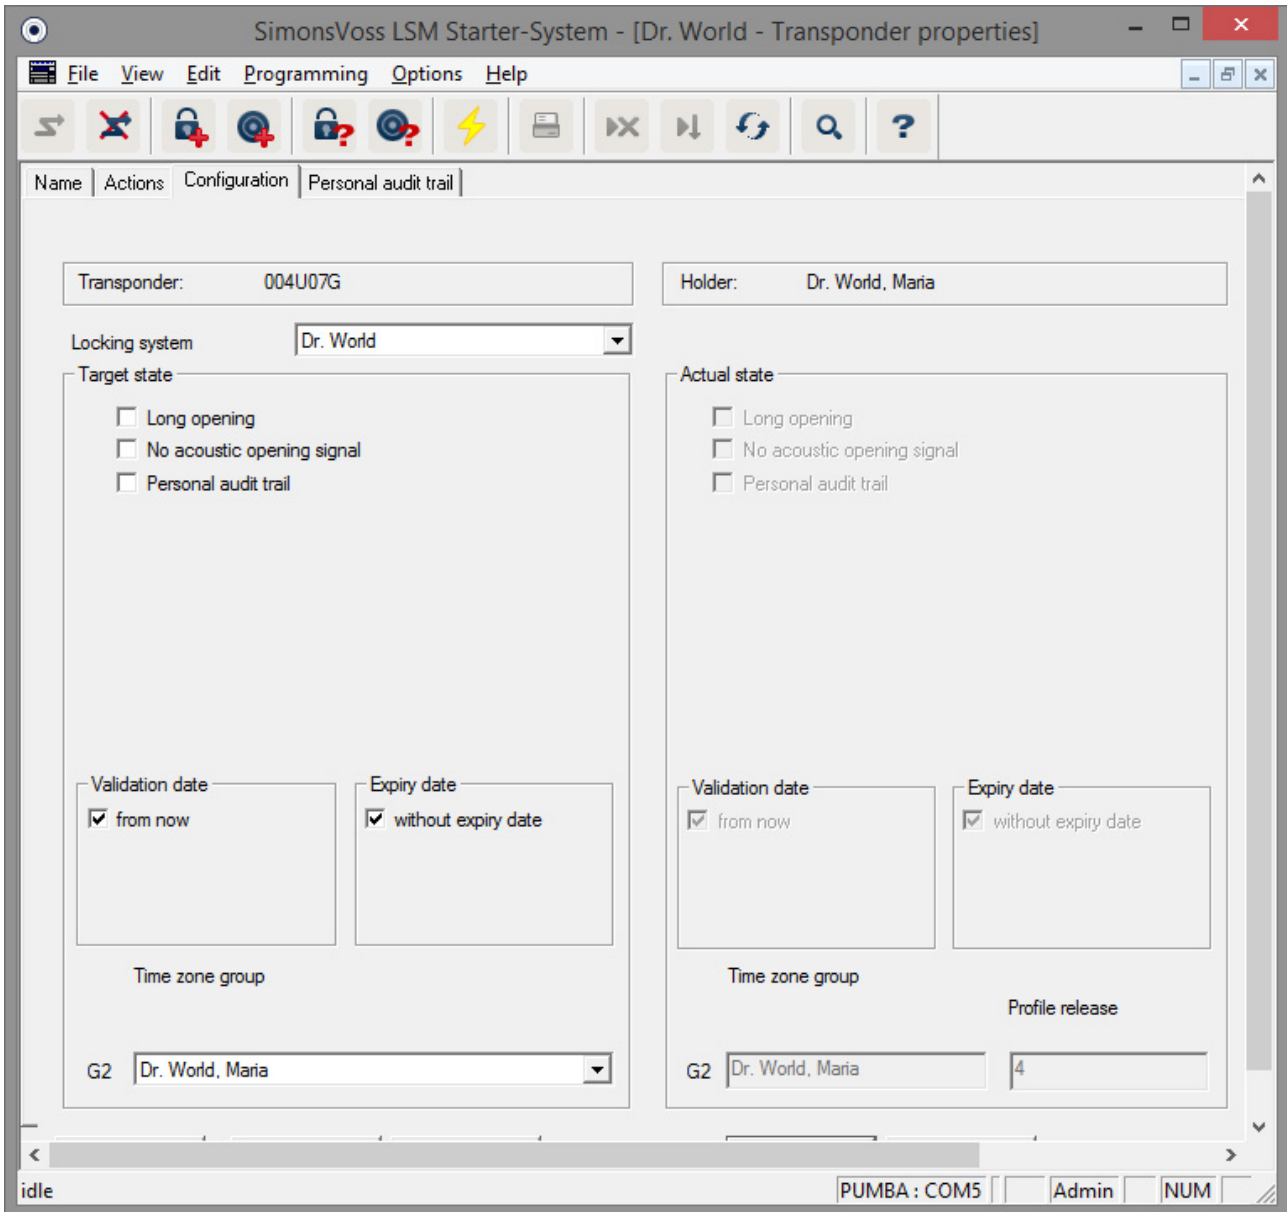 SimonsVoss LSM Starter-System - [Dr. World - Transponder properties]
File View Edit Programming Options Help
Name Actions Configuration Personal audit trail
Transponder: 004U07G Holder: Dr. World, Maria
Locking system Dr. World
Target state Actual state
Long opening Long opening
No acoustic opening signal No acoustic opening signal
Personal audit trail Personal audit trail
Validation date Expiry date Validation date Expiry date
from now without expiry date from now without expiry date
Time zone group Time zone group
Profile release
G2 Dr. World, Maria G2 Dr. World, Maria 4
idle PUMBA : COM5 Admin NUM